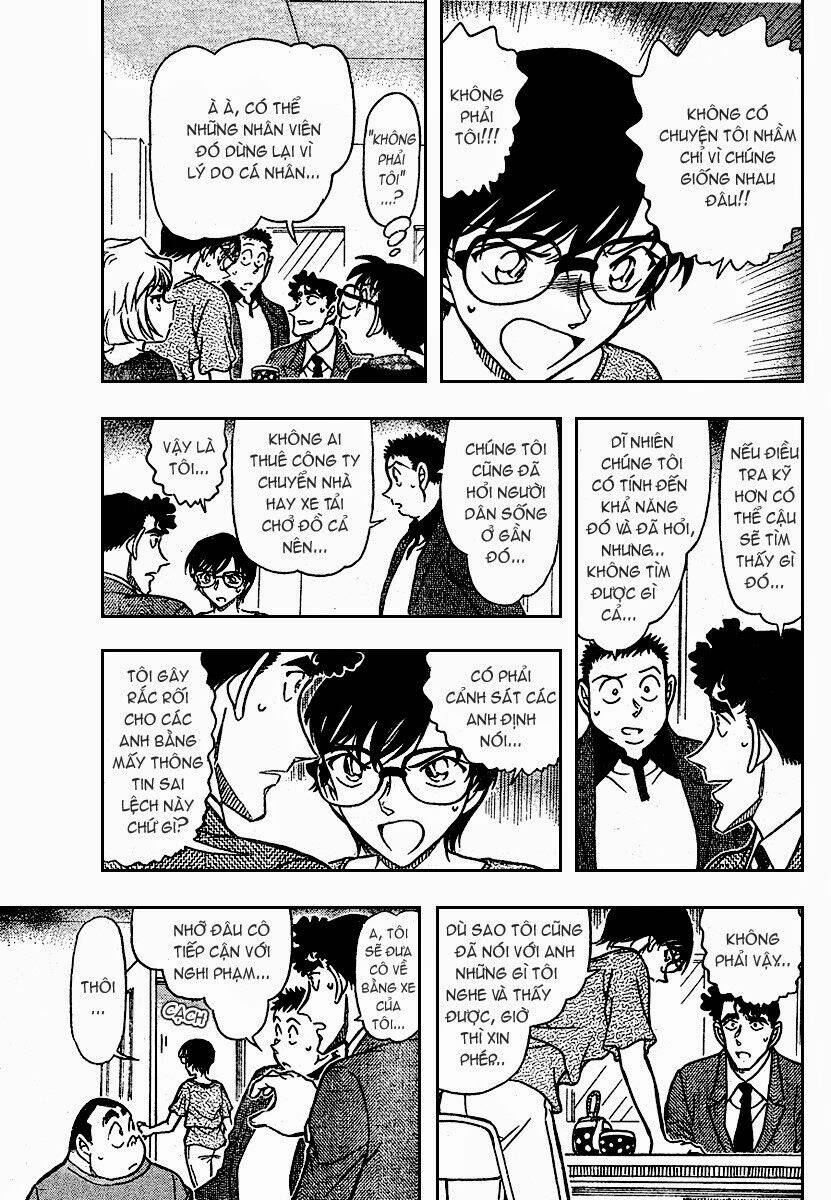 KHÔNG CÓ
CHUYỆN TÔI NHẦM
CHỈ VÌ CHÚNG
GIỐNG NHAU
ĐÂU!!
KHÔNG
PHẢI
TÔI!!!
"KHÔNG
PHẢI
TÔI"
...?
À À, CÓ THỂ
NHỮNG NHÂN VIÊN
ĐÓ DÙNG LẠI VÌ
LÝ DO CÁ NHÂN...
NẾU ĐIỀU
TRA KỸ
HƠN CÓ
THỂ CẬU
SẼ TÌM
THẤY GÌ
ĐÓ...
DĨ NHIÊN
CHÚNG TÔI
CÓ TÍNH ĐẾN
KHẢ NĂNG
ĐÓ VÀ ĐÃ HỎI,
NHƯNG...
KHÔNG TÌM
ĐƯỢC GÌ
CẢ...
CHÚNG TÔI
CŨNG ĐÃ
HỎI NGƯỜI
DÂN SỐNG
Ở GẦN
ĐÓ...
KHÔNG AI
THUÊ CÔNG TY
CHUYỂN NHÀ
HAY XE TẢI
CHỞ ĐỒ CẢ
NÊN...
VẬY LÀ
TÔI...
CÓ PHẢI
CẢNH SÁT CÁC
ANH ĐỊNH
NÓI...
TÔI GÂY
RẮC RỐI
CHO CÁC
ANH BẰNG
MẤY THÔNG
TIN SAI
LỆCH NÀY
CHỨ GÌ?
KHÔNG
PHẢI VẬY...
DÙ SAO TÔI CŨNG
ĐÃ NÓI VỚI ANH
NHỮNG GÌ TÔI
NGHE VÀ THẤY
ĐƯỢC, GIỜ
THÌ XIN
PHÉP..
A, TÔI
SẼ ĐƯA
CÔ VỀ
BẰNG XE
CỦA
TÔI...
NHỠ ĐÂU CÔ
TIẾP CẬN VỚI
NGHI PHẠM...
CẠCH
THÔI
...